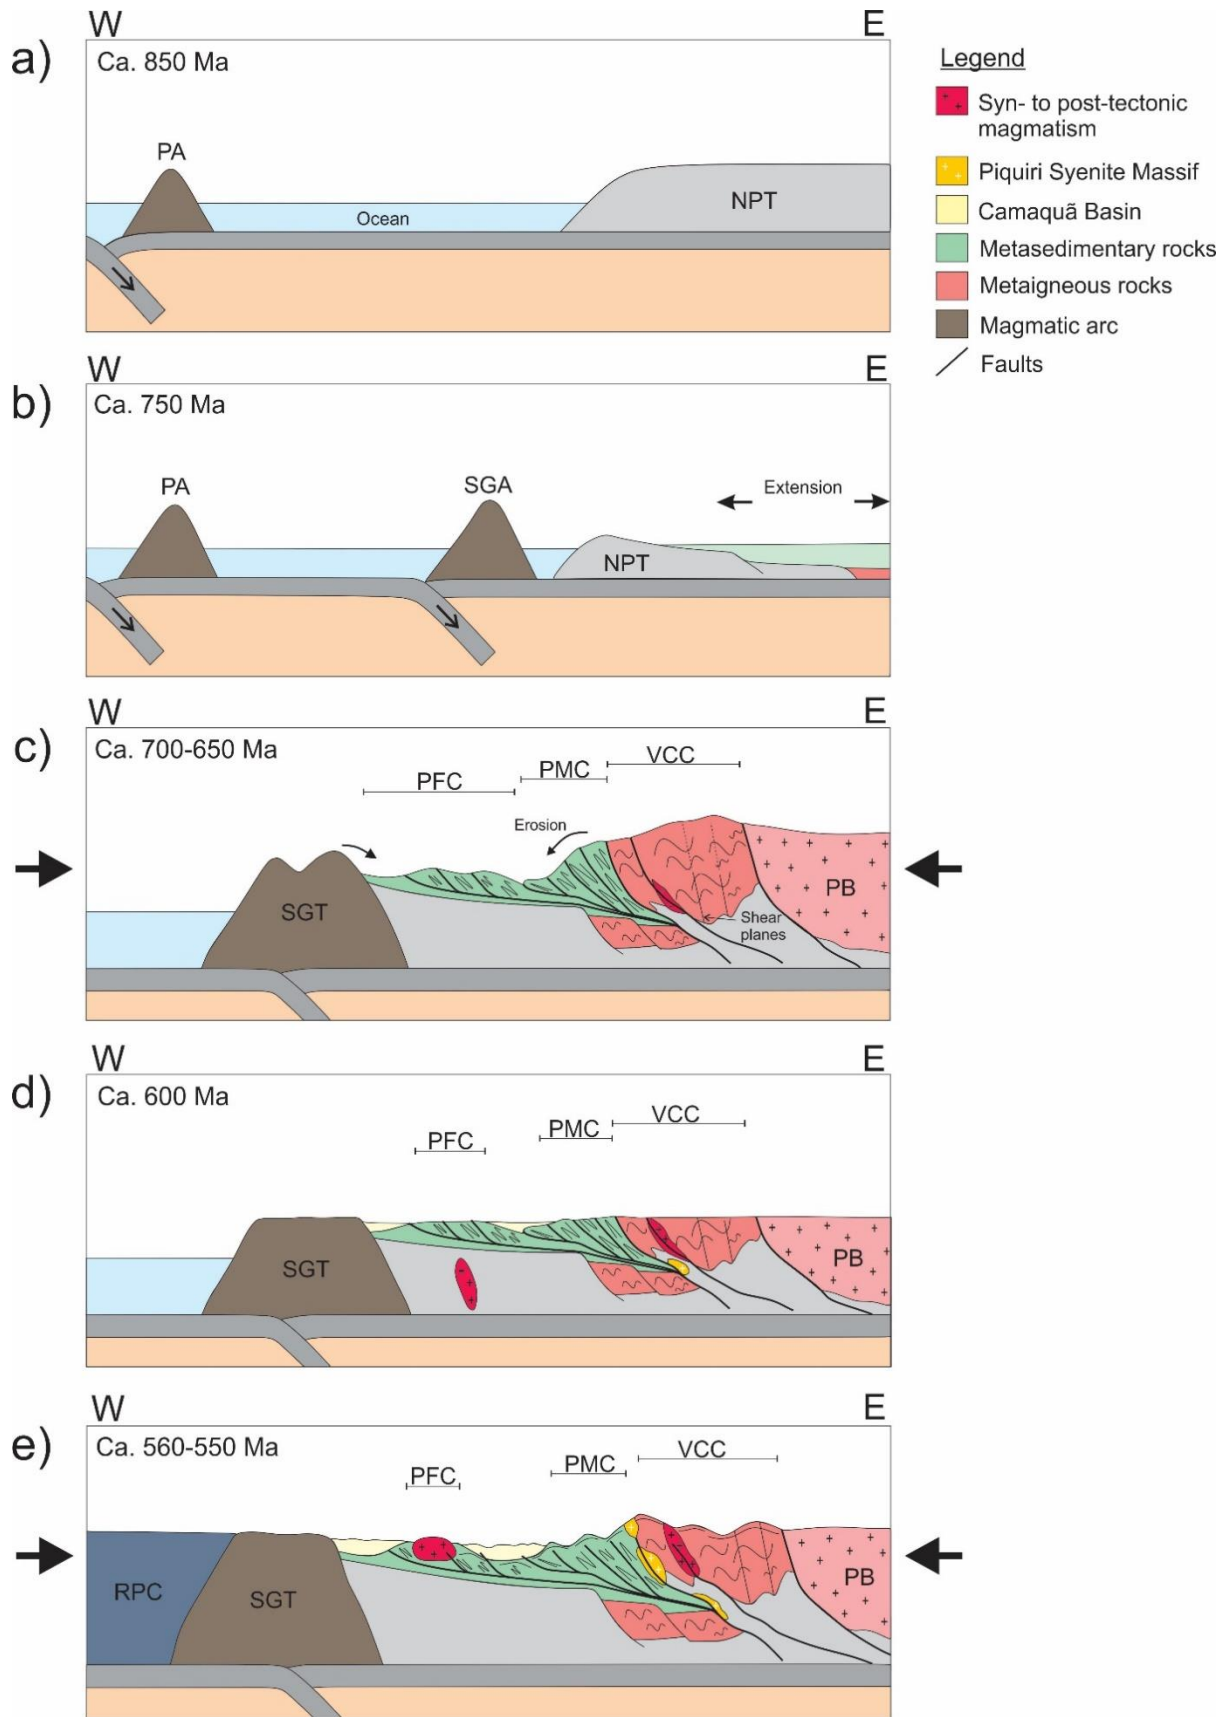 W
E
a)
Ca. 850 Ma
PA
Ocean
NPT
Legend
Syn- to post-tectonic
magmatism
Piquiri Syenite Massif
Camaquã Basin
Metasedimentary rocks
Metaigneous rocks
Magmatic arc
Faults
W
E
b)
Ca. 750 Ma
PA
SGA
Extension
NPT
W
E
c)
Ca. 700-650 Ma
PFC
PMC
VCC
Erosion
SGT
PB
Shear
planes
W
E
d)
Ca. 600 Ma
PFC
PMC
VCC
SGT
PB
W
E
e)
Ca. 560-550 Ma
PFC
PMC
VCC
RPC
SGT
PB